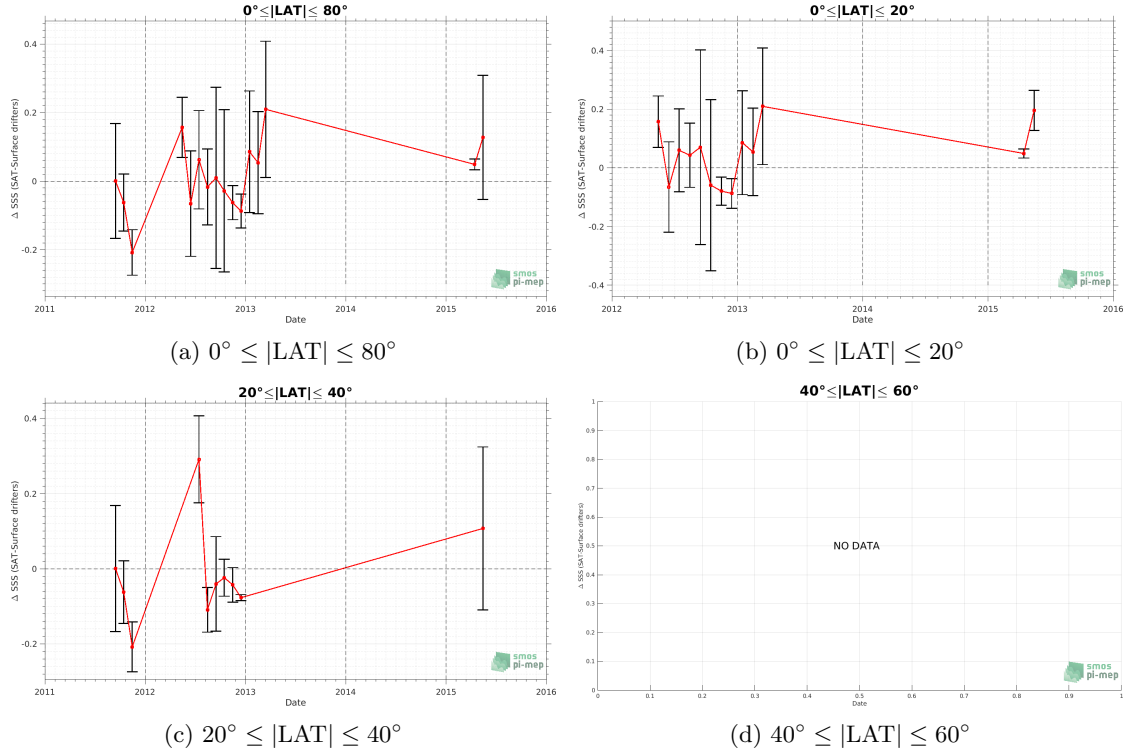 0°≤|LAT|≤ 80°
Δ SSS (SAT-Surface drifters)
0.4
0.2
0
-0.2
2011
2012
2013
2014
2015
2016
Date
smos
pi-mep
(a) 0° ≤ |LAT| ≤ 80°
0°≤|LAT|≤ 20°
Δ SSS (SAT-Surface drifters)
0.4
0.2
0
-0.2
-0.4
2012
2013
2015
2016
Date
smos
pi-mep
(b) 0° ≤ |LAT| ≤ 20°
20°≤|LAT|≤ 40°
Δ SSS (SAT-Surface drifters)
0.4
0.2
0
-0.2
2011
2012
2013
2014
2015
2016
Date
smos
pi-mep
(c) 20° ≤ |LAT| ≤ 40°
40°≤|LAT|≤ 60°
Δ SSS (SAT-Surface drifters)
1
0.9
0.8
0.7
0.6
0.5
0.4
0.3
0.2
0.1
0
NO DATA
0
0.1
0.2
0.3
0.4
0.5
0.6
0.7
0.8
0.9
1
Date
smos
pi-mep
(d) 40° ≤ |LAT| ≤ 60°